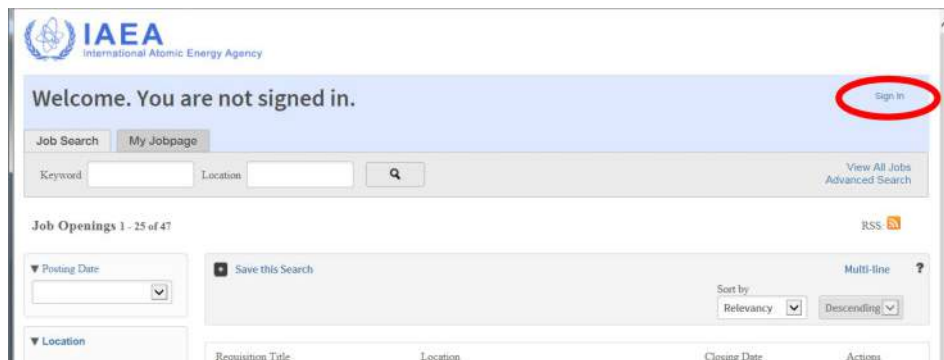 IAEA
International Atomic Energy Agency
Welcome. You are not signed in.
Sign In
Job Search My Jobpage
Keyword Location
View All Jobs
Advanced Search
Job Openings 1 - 25 of 47
RSS
Posting Date
Save this Search
Multi-line ?
Sort by
Relevancy Descending
Location
Requisition Title Location Closing Date Actions